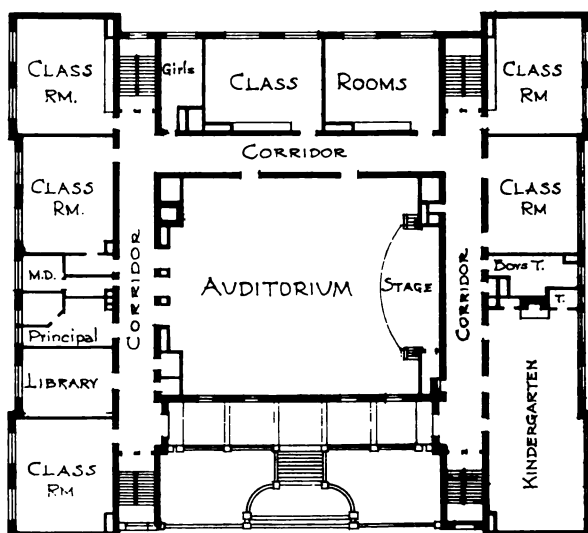 CLASS
RM.
Girls
CLASS
ROOMS
CLASS
RM
CORRIDOR
CLASS
RM.
CLASS
RM
M.D.
CORRIDOR
AUDITORIUM
STAGE
CORRIDOR
BOYS T.
T.
Principal
LIBRARY
KINDERGARTEN
CLASS
RM